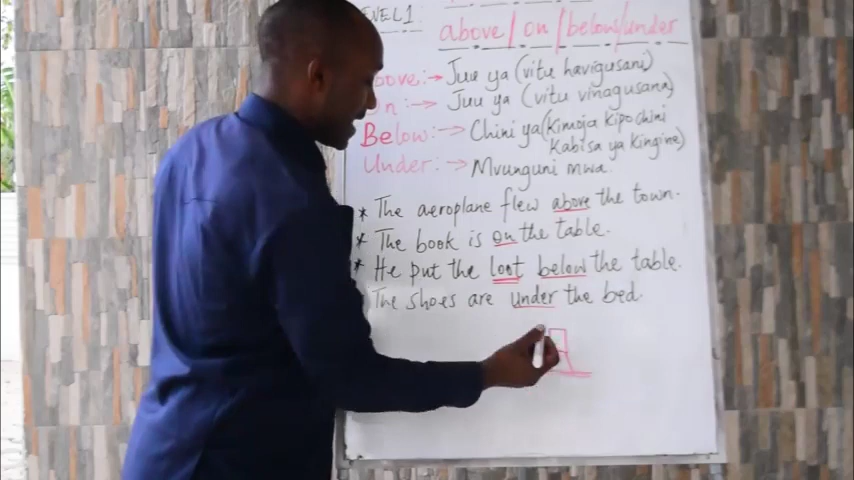 LEVEL 1
above/on/below/under
bove:→ Juu ya (vitu havigusani)
n:→ Juu ya (vitu vinagusana)
Below:→ Chini ya (kimoja kipo chini
kabisa ya kingine)
Under:→ Mvunguni mwa.
* The aeroplane flew above the town.
* The book is on the table.
* He put the loot below the table.
The shoes are under the bed.